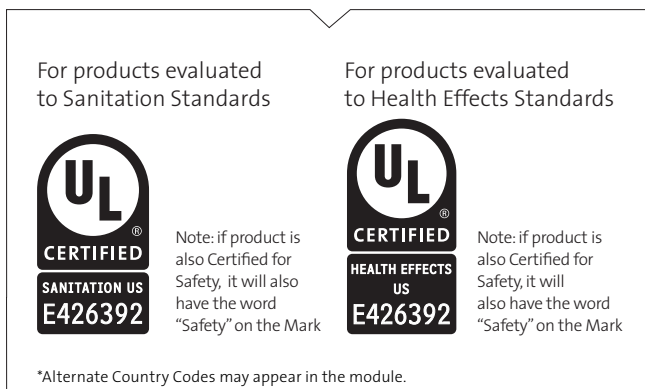 For products evaluated
to Sanitation Standards
UL
®
CERTIFIED
SANITATION US
E426392
Note: if product is
also Certified for
Safety, it will also
have the word
“Safety” on the Mark
For products evaluated
to Health Effects Standards
UL
®
CERTIFIED
HEALTH EFFECTS
US
E426392
Note: if product is
also Certified for
Safety, it will
also have the word
“Safety” on the Mark
*Alternate Country Codes may appear in the module.